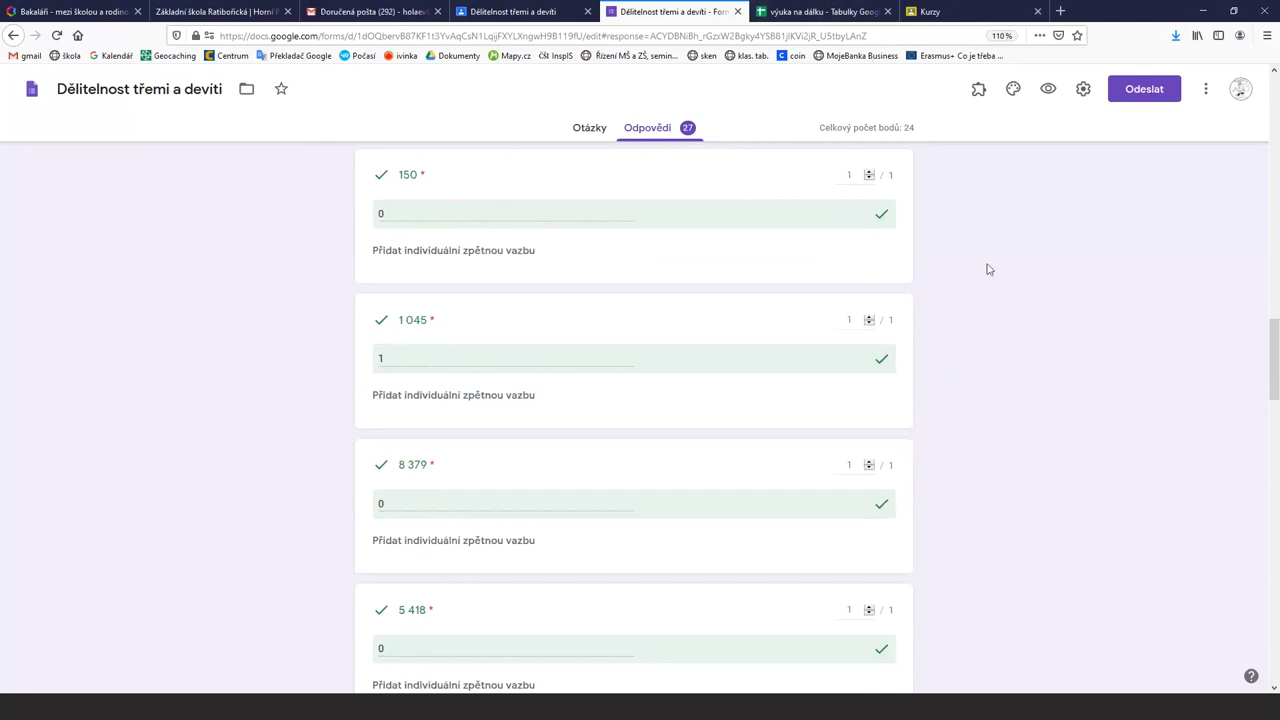 Bakaláři - mezi školou a rodino
Základní škola Ratibořická | Horní P
Doručená pošta (292) - holaev
Dělitelnost třemi a devíti
Dělitelnost třemi a devíti - Form
výuka na dálku - Tabulky Goog
Kurzy
110 %
gmail
škola
Kalendář
Geocaching
Centrum
Překladač Google
Počasí
ivinka
Dokumenty
Mapy.cz
ČŠI InspIS
Řízení MŠ a ZŠ, semin...
sken
klas. tab.
coin
MojeBanka Business
Erasmus+ Co je třeba ...
Dělitelnost třemi a devíti
Odeslat
Otázky
Odpovědi 27
Celkový počet bodů: 24
150 *
1 / 1
0
Přidat individuální zpětnou vazbu
1 045 *
1 / 1
1
Přidat individuální zpětnou vazbu
8 379 *
1 / 1
0
Přidat individuální zpětnou vazbu
5 418 *
1 / 1
0
Přidat individuální zpětnou vazbu